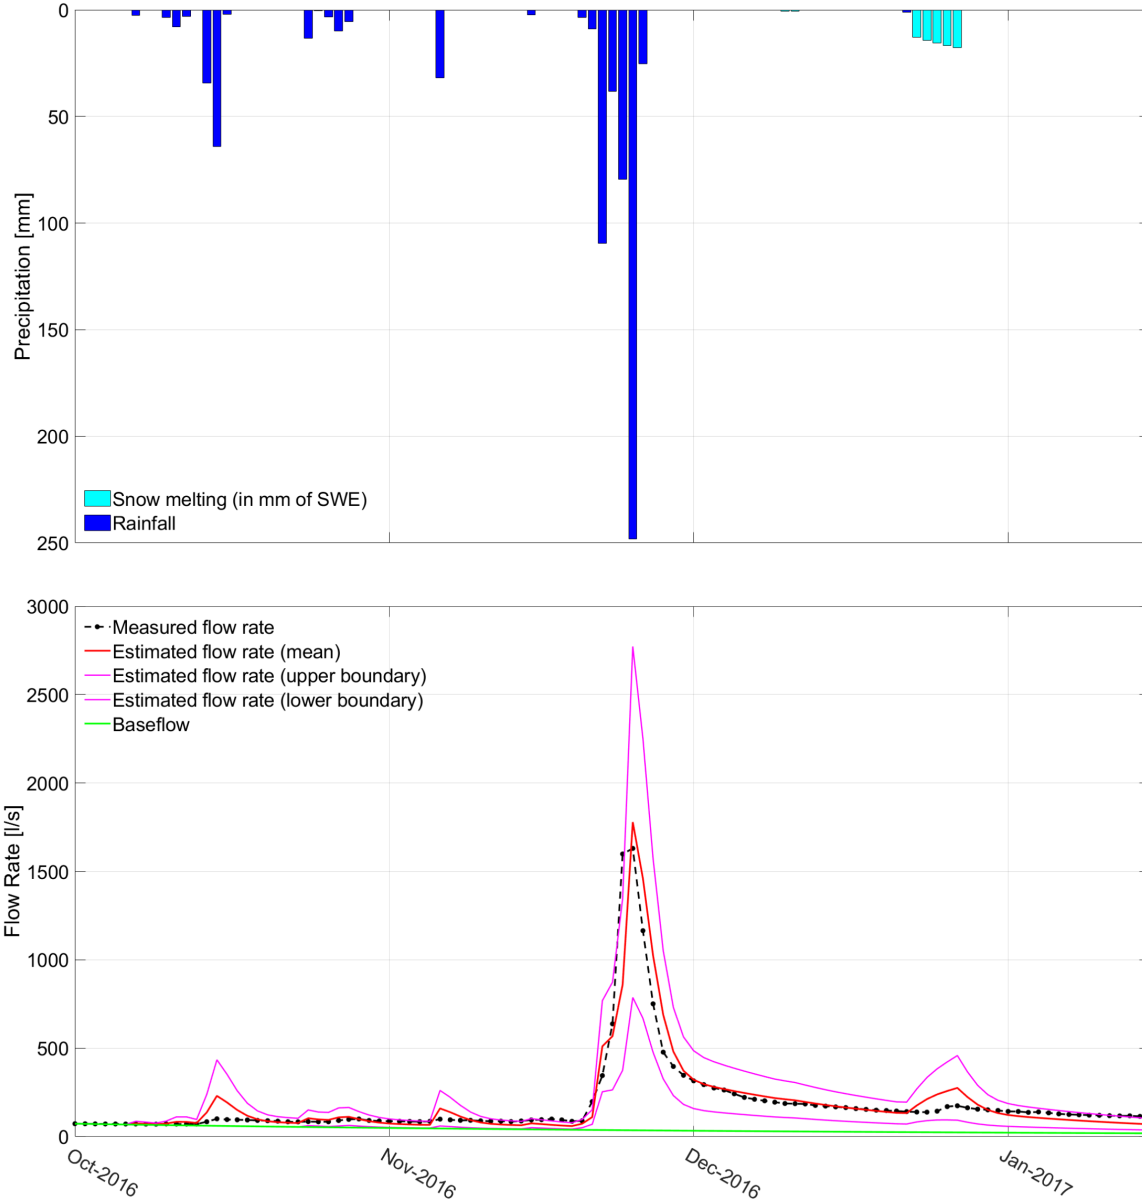 0
50
100
150
200
250
Precipitation [mm]
Snow melting (in mm of SWE)
Rainfall
3000
2500
2000
1500
1000
500
0
Flow Rate [l/s]
Measured flow rate
Estimated flow rate (mean)
Estimated flow rate (upper boundary)
Estimated flow rate (lower boundary)
Baseflow
Oct-2016
Nov-2016
Dec-2016
Jan-2017